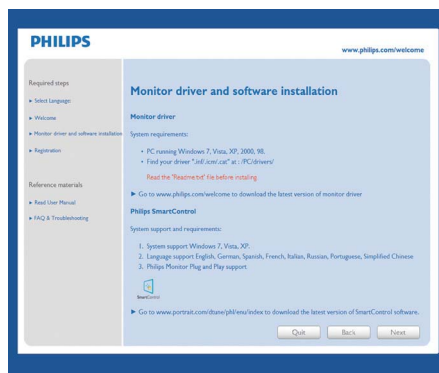 PHILIPS
www.philips.com/welcome
Required steps
Select Language:
Welcome
Monitor driver and software installation
Registration
Reference materials
Read User Manual
FAQ & Troubleshooting
Monitor driver and software installation
Monitor driver
System requirements:
• PC running Windows 7, Vista, XP, 2000, 98.
• Find your driver ".inf/.icm/.cat" at : /PC/drivers/
Read the "Readme.txt" file before installing.
Go to www.philips.com/welcome to download the latest version of monitor driver
Philips SmartControl
System support and requirements:
1. System support Windows 7, Vista, XP.
2. Language support English, German, Spanish, French, Italian, Russian, Portuguese, Simplified Chinese
3. Philips Monitor Plug and Play support
SmartControl
Go to www.portrait.com/dtune/phl/enu/index to download the latest version of SmartControl software.
Quit Back Next